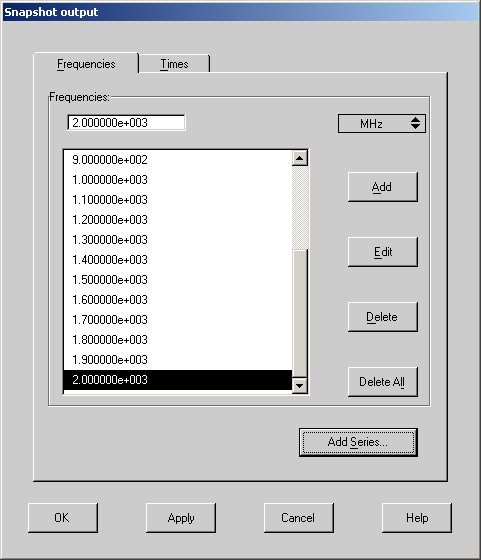 Snapshot output
Frequencies Times
Frequencies:
2.000000e+003 MHz
9.000000e+002
1.000000e+003
1.100000e+003
1.200000e+003
1.300000e+003
1.400000e+003
1.500000e+003
1.600000e+003
1.700000e+003
1.800000e+003
1.900000e+003
2.000000e+003
Add
Edit
Delete
Delete All
Add Series...
OK Apply Cancel Help